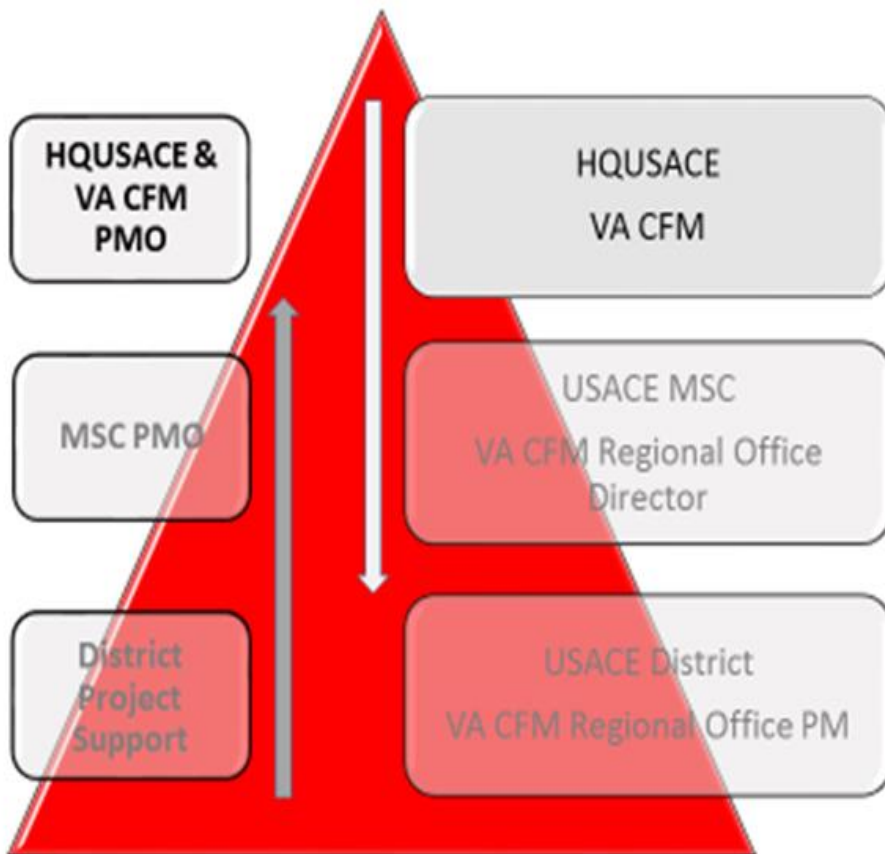 HQUSACE &
VA CFM
PMO
HQUSACE
VA CFM
MSC PMO
USACE MSC
VA CFM Regional Office
Director
District
Project
Support
USACE District
VA CFM Regional Office PM